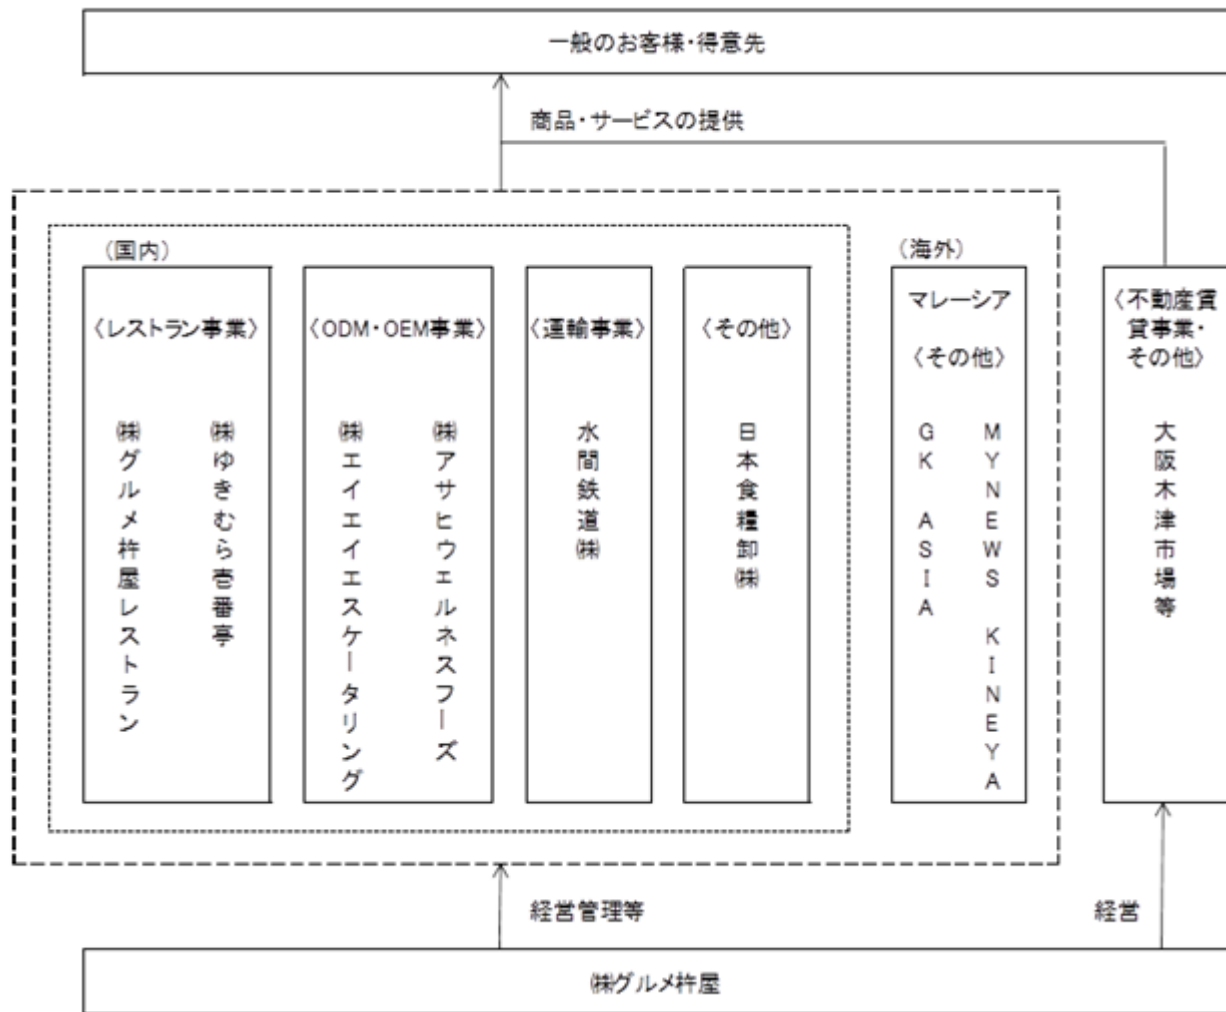 一般のお客様・得意先
商品・サービスの提供
(国内)
〈レストラン事業〉
㈱ゆきむら壱番亭
㈱グルメ杵屋レストラン
〈ODM・OEM事業〉
㈱アサヒウェルネスフーズ
㈱エイエイエスケータリング
〈運輸事業〉
水間鉄道㈱
〈その他〉
日本食糧卸㈱
(海外)
マレーシア
〈その他〉
MYNEWS KINEYA
GK ASIA
〈不動産賃
貸事業・
その他〉
大阪木津市場等
経営管理等
経営
㈱グルメ杵屋